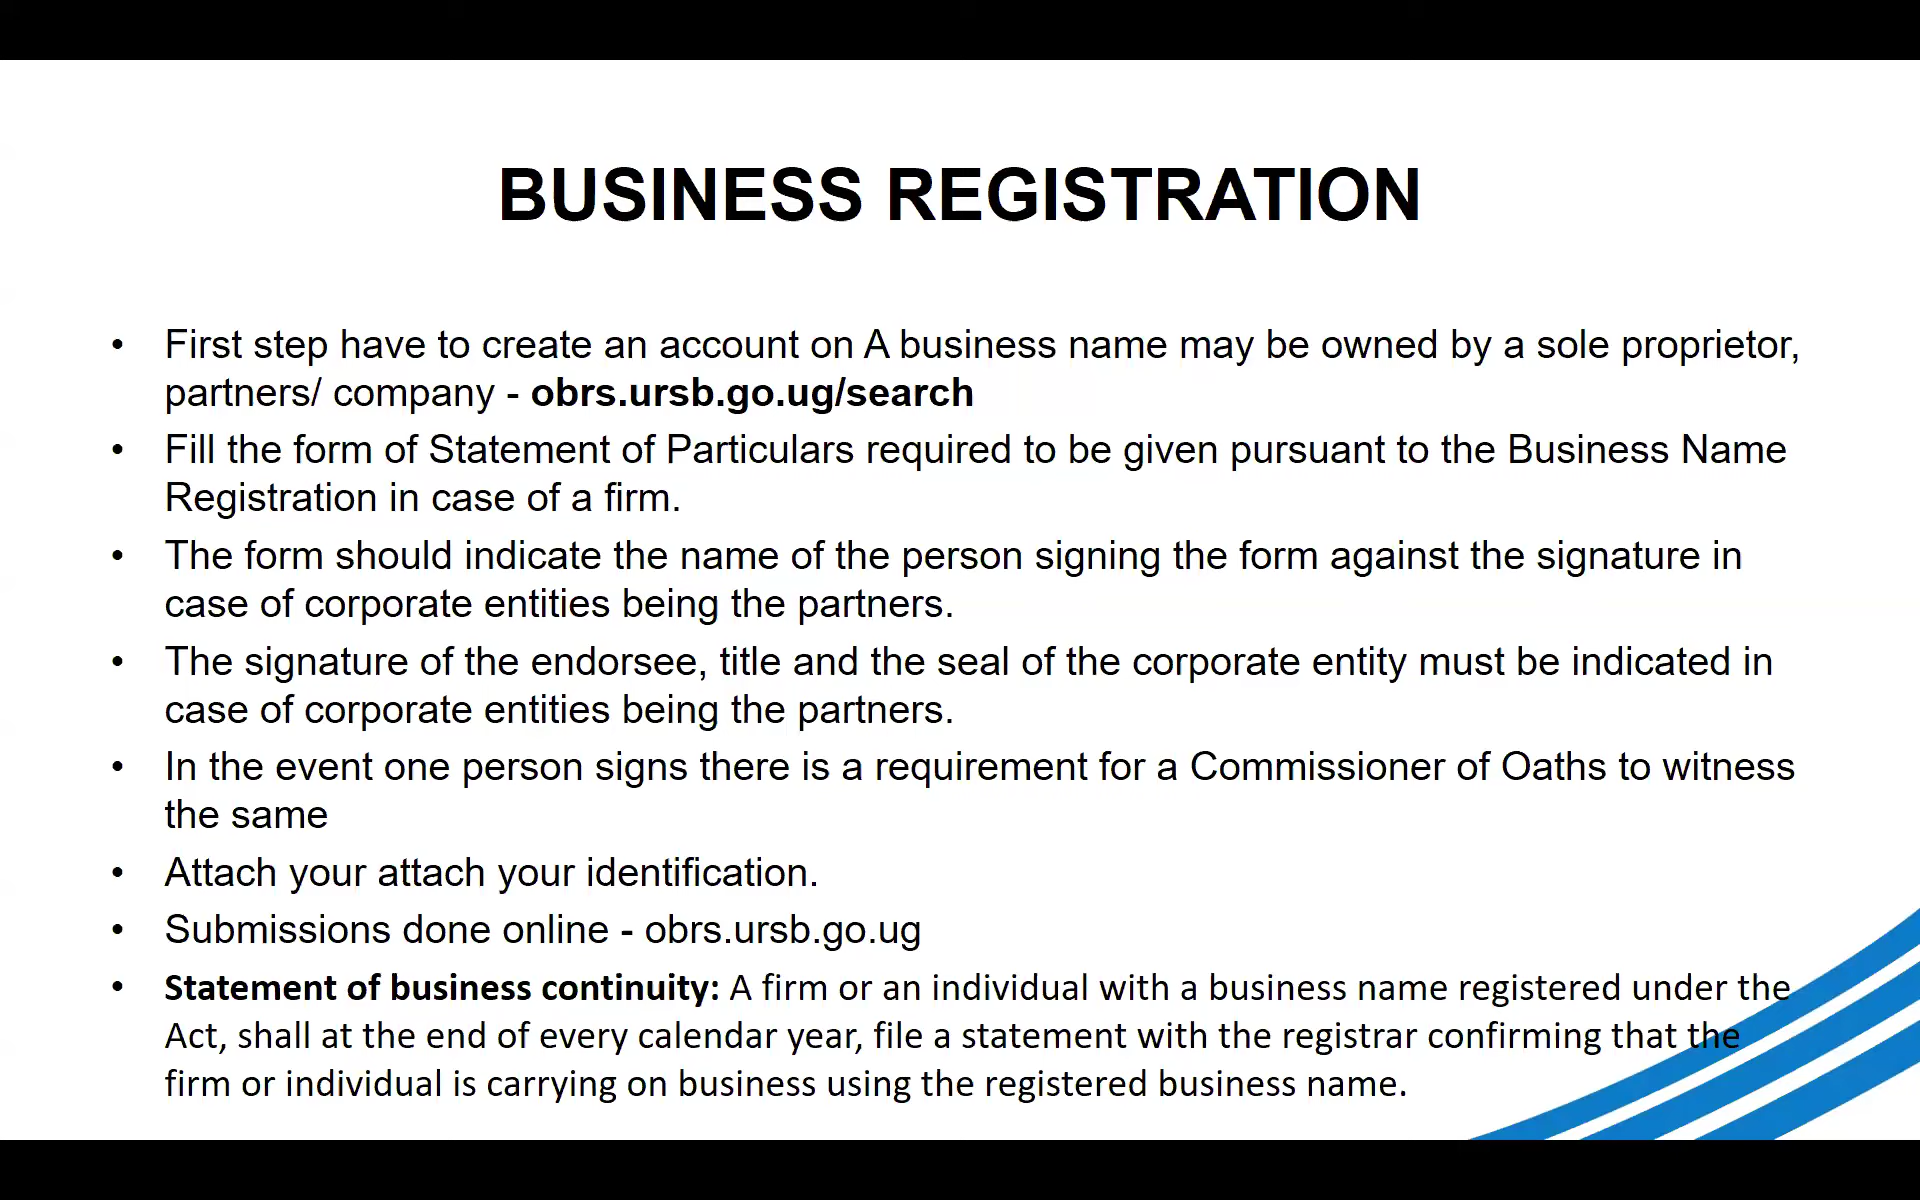 BUSINESS REGISTRATION
• First step have to create an account on A business name may be owned by a sole proprietor,
partners/ company - obrs.ursb.go.ug/search
• Fill the form of Statement of Particulars required to be given pursuant to the Business Name
Registration in case of a firm.
• The form should indicate the name of the person signing the form against the signature in
case of corporate entities being the partners.
• The signature of the endorsee, title and the seal of the corporate entity must be indicated in
case of corporate entities being the partners.
• In the event one person signs there is a requirement for a Commissioner of Oaths to witness
the same
• Attach your attach your identification.
• Submissions done online - obrs.ursb.go.ug
• Statement of business continuity: A firm or an individual with a business name registered under the
Act, shall at the end of every calendar year, file a statement with the registrar confirming that the
firm or individual is carrying on business using the registered business name.